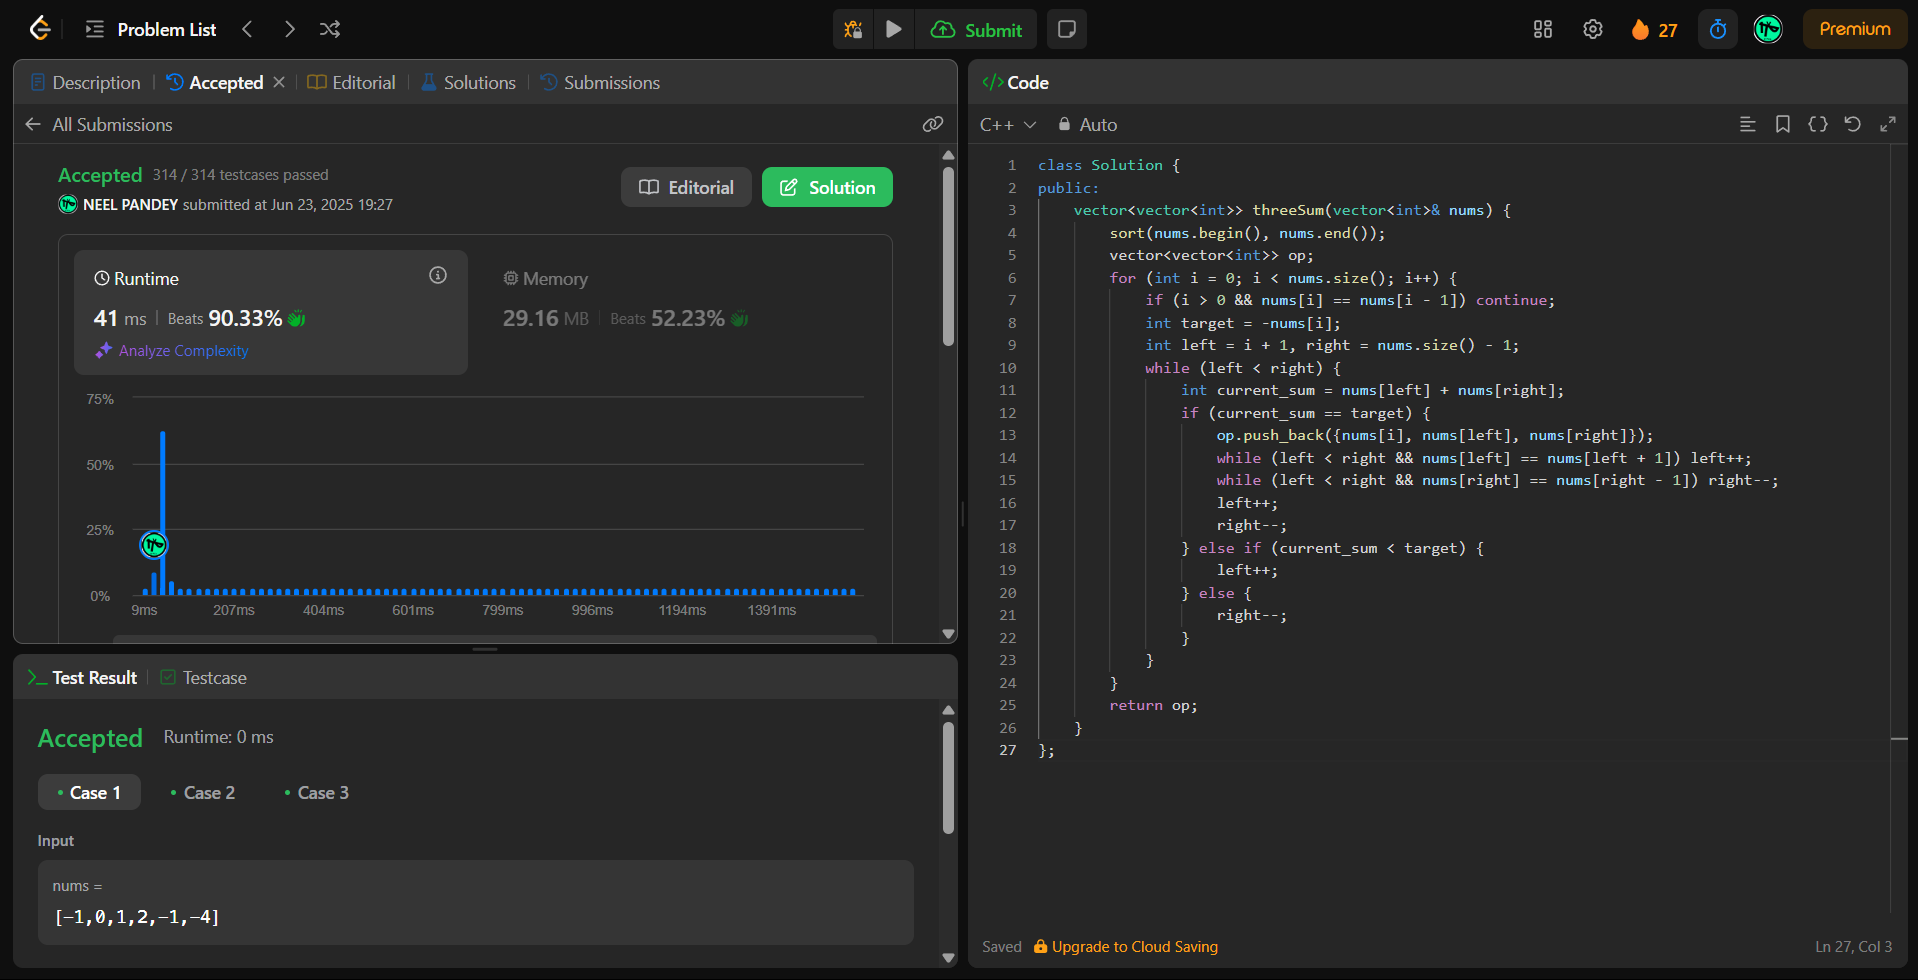 Problem List
Submit
27
Premium
Description
Accepted
Editorial
Solutions
Submissions
All Submissions
Accepted 314 / 314 testcases passed
NEEL PANDEY submitted at Jun 23, 2025 19:27
Editorial
Solution
Runtime
41 ms | Beats 90.33%
Analyze Complexity
Memory
29.16 MB | Beats 52.23%
75%
50%
25%
0%
9ms 207ms 404ms 601ms 799ms 996ms 1194ms 1391ms
Test Result
Testcase
Accepted Runtime: 0 ms
• Case 1 • Case 2 • Case 3
Input
nums =
[-1,0,1,2,-1,-4]
</> Code
C++ Auto
1 class Solution {
2 public:
3     vector<vector<int>> threeSum(vector<int>& nums) {
4         sort(nums.begin(), nums.end());
5         vector<vector<int>> op;
6         for (int i = 0; i < nums.size(); i++) {
7             if (i > 0 && nums[i] == nums[i - 1]) continue;
8             int target = -nums[i];
9             int left = i + 1, right = nums.size() - 1;
10             while (left < right) {
11                 int current_sum = nums[left] + nums[right];
12                 if (current_sum == target) {
13                     op.push_back({nums[i], nums[left], nums[right]});
14                     while (left < right && nums[left] == nums[left + 1]) left++;
15                     while (left < right && nums[right] == nums[right - 1]) right--;
16                     left++;
17                     right--;
18                 } else if (current_sum < target) {
19                     left++;
20                 } else {
21                     right--;
22                 }
23             }
24         }
25         return op;
26     }
27 };
Saved Upgrade to Cloud Saving
Ln 27, Col 3